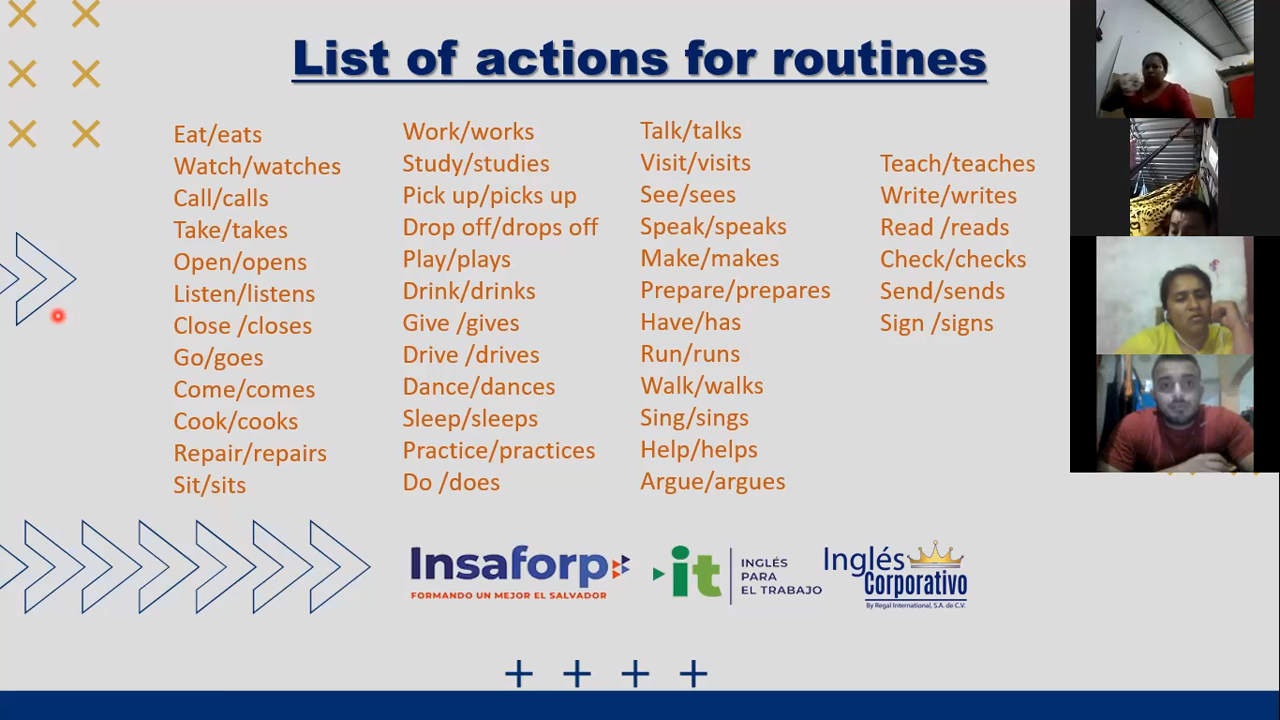 List of actions for routines
Eat/eats
Watch/watches
Call/calls
Take/takes
Open/opens
Listen/listens
Close /closes
Go/goes
Come/comes
Cook/cooks
Repair/repairs
Sit/sits
Work/works
Study/studies
Pick up/picks up
Drop off/drops off
Play/plays
Drink/drinks
Give /gives
Drive /drives
Dance/dances
Sleep/sleeps
Practice/practices
Do /does
Talk/talks
Visit/visits
See/sees
Speak/speaks
Make/makes
Prepare/prepares
Have/has
Run/runs
Walk/walks
Sing/sings
Help/helps
Argue/argues
Teach/teaches
Write/writes
Read /reads
Check/checks
Send/sends
Sign /signs
Insaforp
FORMANDO UN MEJOR EL SALVADOR
it
INGLÉS
PARA
EL TRABAJO
Inglés
Corporativo
By Regal International, S.A. de C.V.